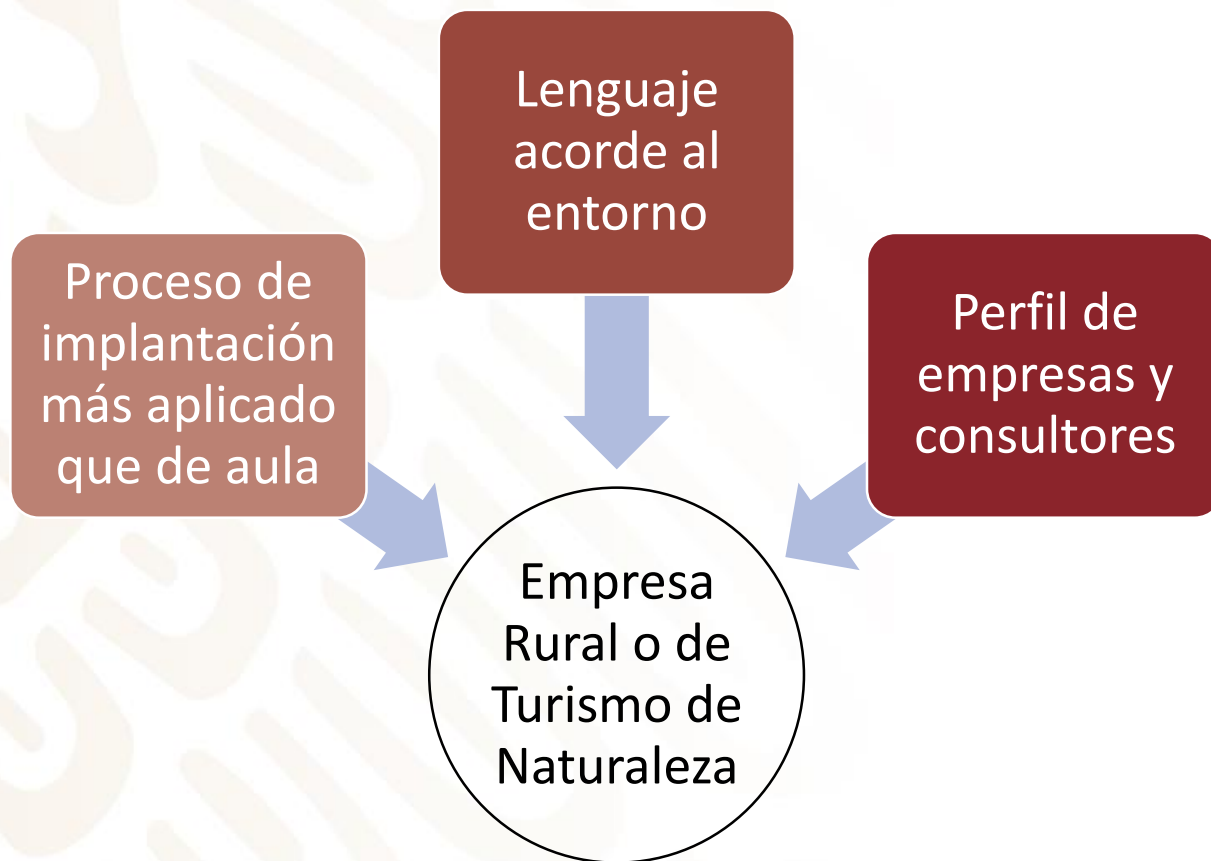 Lenguaje
acorde al
entorno
Proceso de
implantación
más aplicado
que de aula
Perfil de
empresas y
consultores
Empresa
Rural o de
Turismo de
Naturaleza